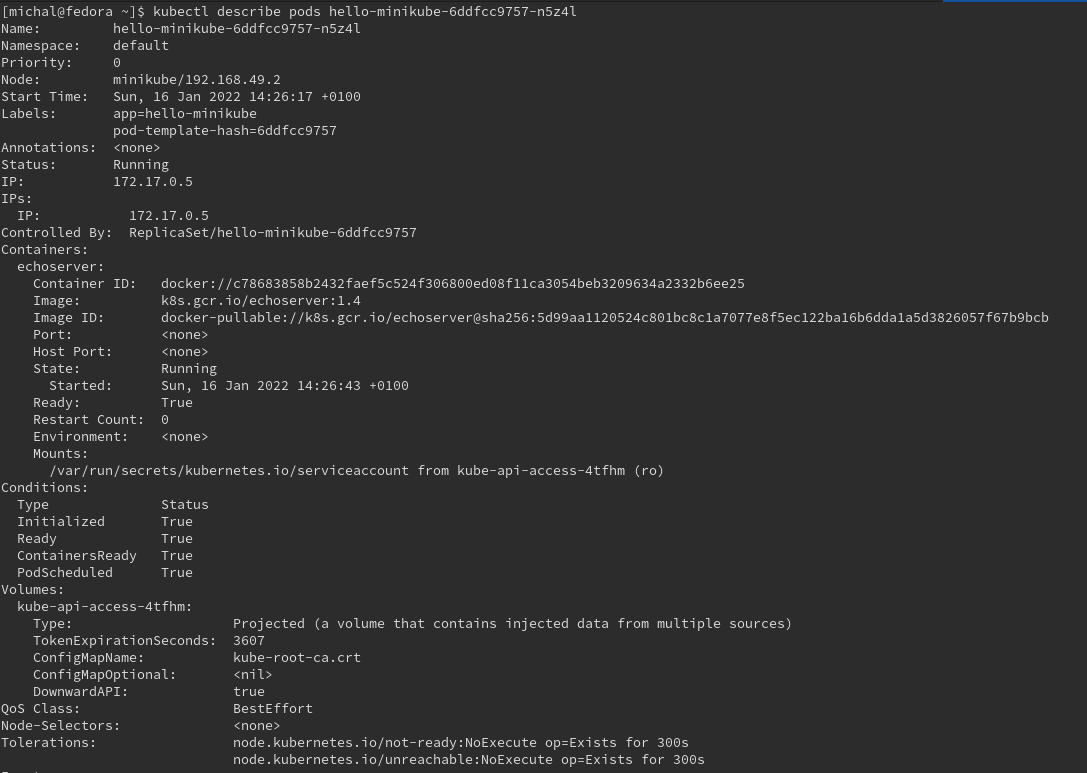 [michal@fedora ~]$ kubectl describe pods hello-minikube-6ddfcc9757-n5z4l
Name:         hello-minikube-6ddfcc9757-n5z4l
Namespace:    default
Priority:     0
Node:         minikube/192.168.49.2
Start Time:   Sun, 16 Jan 2022 14:26:17 +0100
Labels:       app=hello-minikube
              pod-template-hash=6ddfcc9757
Annotations:  <none>
Status:       Running
IP:           172.17.0.5
IPs:
  IP:           172.17.0.5
Controlled By:  ReplicaSet/hello-minikube-6ddfcc9757
Containers:
  echoserver:
    Container ID:   docker://c78683858b2432faef5c524f306800ed08f11ca3054beb3209634a2332b6ee25
    Image:          k8s.gcr.io/echoserver:1.4
    Image ID:       docker-pullable://k8s.gcr.io/echoserver@sha256:5d99aa1120524c801bc8c1a7077e8f5ec122ba16b6dda1a5d3826057f67b9bcb
    Port:           <none>
    Host Port:      <none>
    State:          Running
      Started:      Sun, 16 Jan 2022 14:26:43 +0100
    Ready:          True
    Restart Count:  0
    Environment:    <none>
    Mounts:
      /var/run/secrets/kubernetes.io/serviceaccount from kube-api-access-4tfhm (ro)
Conditions:
  Type              Status
  Initialized       True
  Ready             True
  ContainersReady   True
  PodScheduled      True
Volumes:
  kube-api-access-4tfhm:
    Type:                    Projected (a volume that contains injected data from multiple sources)
    TokenExpirationSeconds:  3607
    ConfigMapName:           kube-root-ca.crt
    ConfigMapOptional:       <nil>
    DownwardAPI:             true
QoS Class:                   BestEffort
Node-Selectors:              <none>
Tolerations:                 node.kubernetes.io/not-ready:NoExecute op=Exists for 300s
                             node.kubernetes.io/unreachable:NoExecute op=Exists for 300s